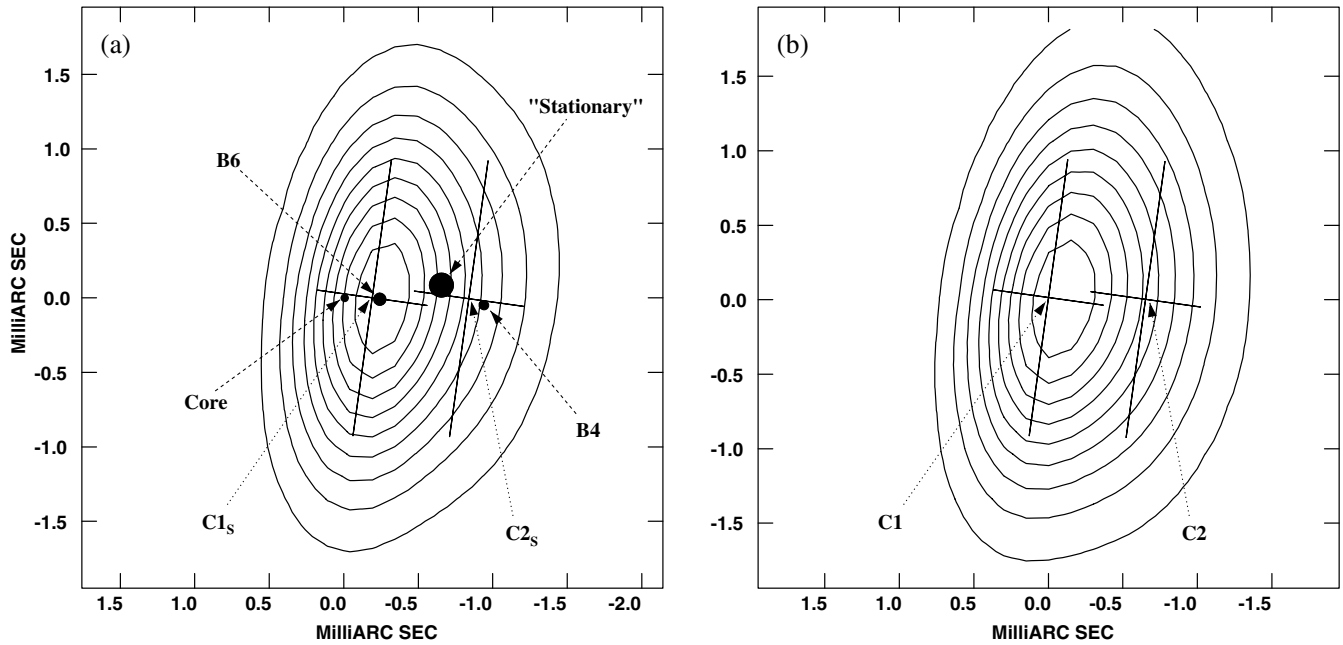 (a)
"Stationary"
B6
Core
B4
C1S
C2S
1.5
1.0
0.5
0.0
-0.5
-1.0
-1.5
MilliARC SEC
1.5 1.0 0.5 0.0 -0.5 -1.0 -1.5 -2.0
MilliARC SEC
(b)
C1
C2
1.5
1.0
0.5
0.0
-0.5
-1.0
-1.5
1.5 1.0 0.5 0.0 -0.5 -1.0 -1.5
MilliARC SEC